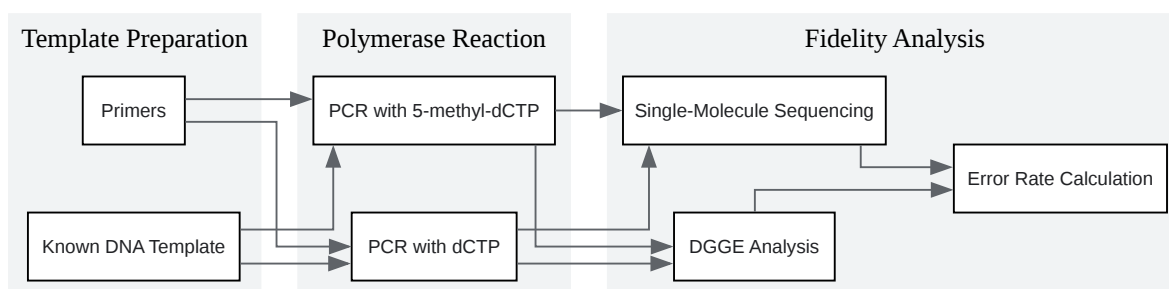 Template Preparation
Polymerase Reaction
Fidelity Analysis
Primers
PCR with 5-methyl-dCTP
Single-Molecule Sequencing
Error Rate Calculation
Known DNA Template
PCR with dCTP
DGGE Analysis